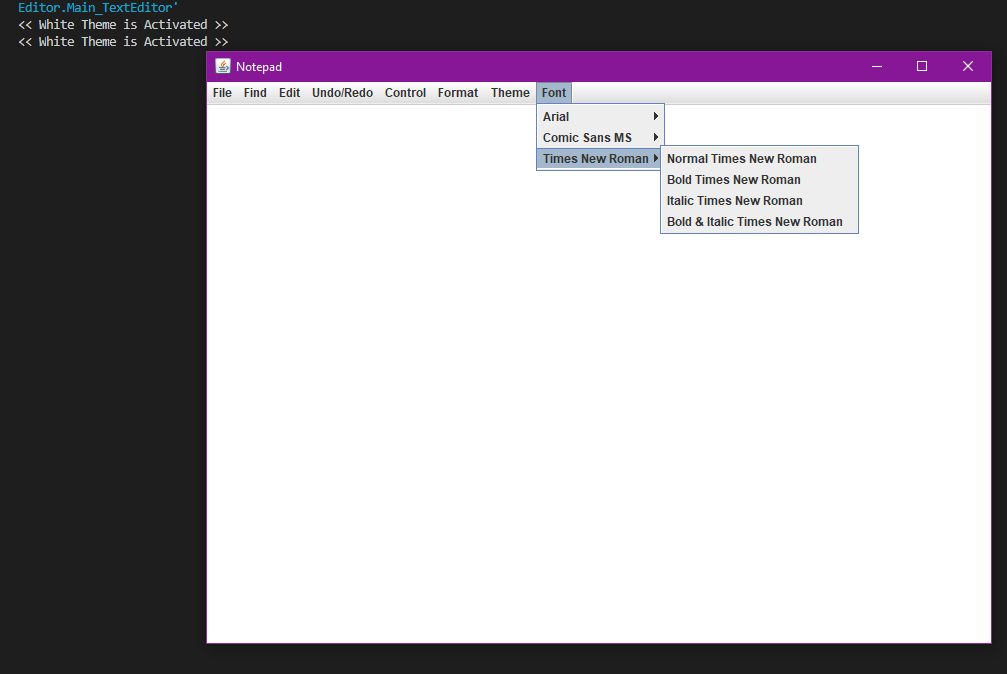 Editor.Main_TextEditor'
<< White Theme is Activated >>
<< White Theme is Activated >>
Notepad
File Find Edit Undo/Redo Control Format Theme Font
Arial
Comic Sans MS
Times New Roman
Normal Times New Roman
Bold Times New Roman
Italic Times New Roman
Bold & Italic Times New Roman